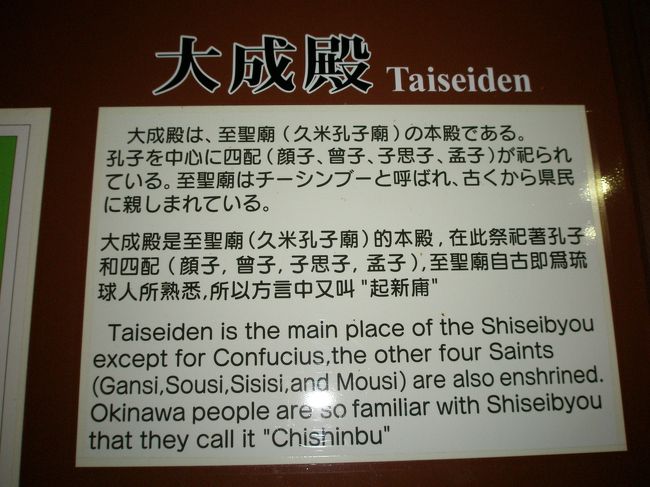 大成殿 Taiseiden
大成殿は、至聖廟（久米孔子廟）の本殿である。
孔子を中心に四配（顔子、曾子、子思子、孟子）が祀られ
ている。至聖廟はチーシンブーと呼ばれ、古くから県民
に親しまれている。
大成殿是至聖廟（久米孔子廟）的本殿，在此祭祀著孔子
和四配（顔子，曾子，子思子，孟子），至聖廟自古即爲琉
球人所熟悉，所以方言中又叫 "起新庯"
Taiseiden is the main place of the Shiseibyou
except for Confucius,the other four Saints
(Gansi,Sousi,Sisisi,and Mousi) are also enshrined.
Okinawa people are so familiar with Shiseibyou
that they call it "Chishinbu"